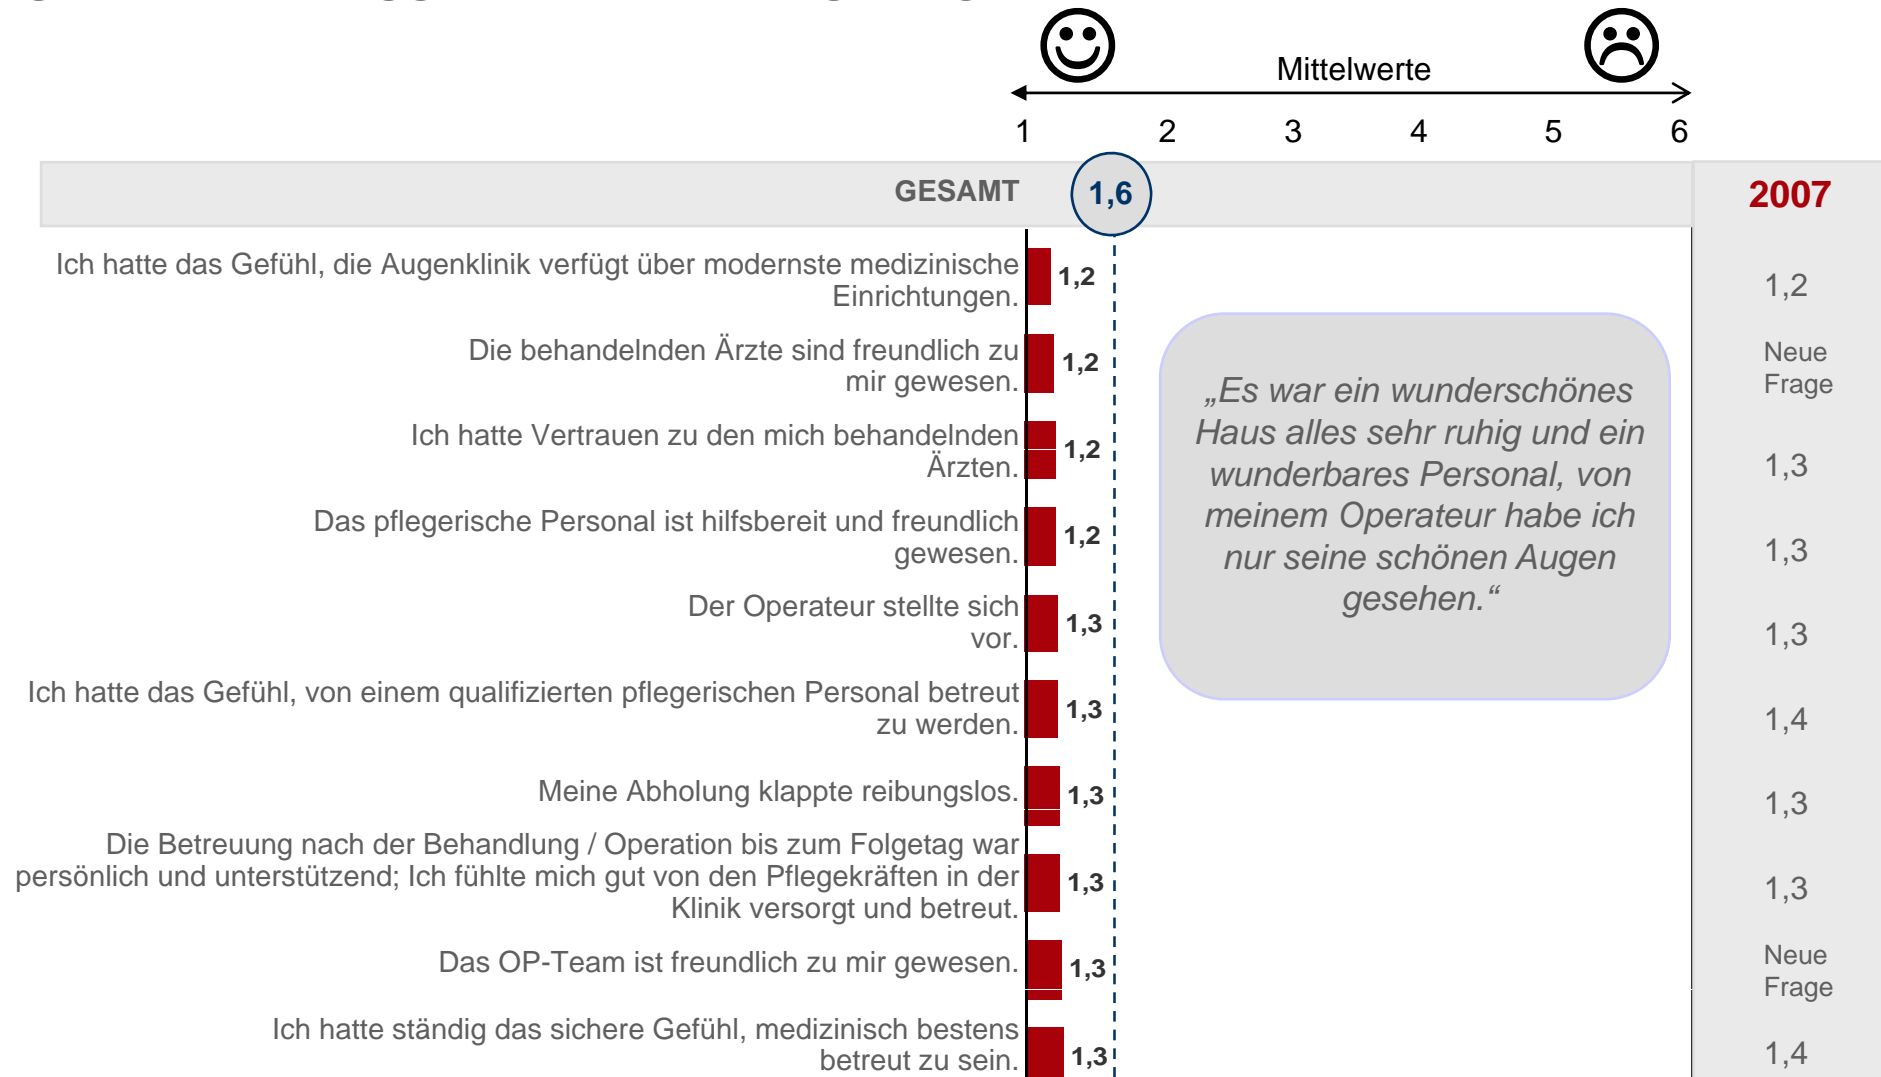 Mittelwerte
1 2 3 4 5 6
GESAMT 1,6 2007
Ich hatte das Gefühl, die Augenklinik verfügt über modernste medizinische
Einrichtungen.
1,2
1,2
Die behandelnden Ärzte sind freundlich zu
mir gewesen.
1,2
Neue
Frage
Ich hatte Vertrauen zu den mich behandelnden
Ärzten.
1,2
1,3
Das pflegerische Personal ist hilfsbereit und freundlich
gewesen.
1,2
1,3
Der Operateur stellte sich
vor.
1,3
1,3
Ich hatte das Gefühl, von einem qualifizierten pflegerischen Personal betreut
zu werden.
1,3
1,4
Meine Abholung klappte reibungslos.
1,3
1,3
Die Betreuung nach der Behandlung / Operation bis zum Folgetag war
persönlich und unterstützend; Ich fühlte mich gut von den Pflegekräften in der
Klinik versorgt und betreut.
1,3
1,3
Das OP-Team ist freundlich zu mir gewesen.
1,3
Neue
Frage
Ich hatte ständig das sichere Gefühl, medizinisch bestens
betreut zu sein.
1,3
1,4
„Es war ein wunderschönes
Haus alles sehr ruhig und ein
wunderbares Personal, von
meinem Operateur habe ich
nur seine schönen Augen
gesehen.“